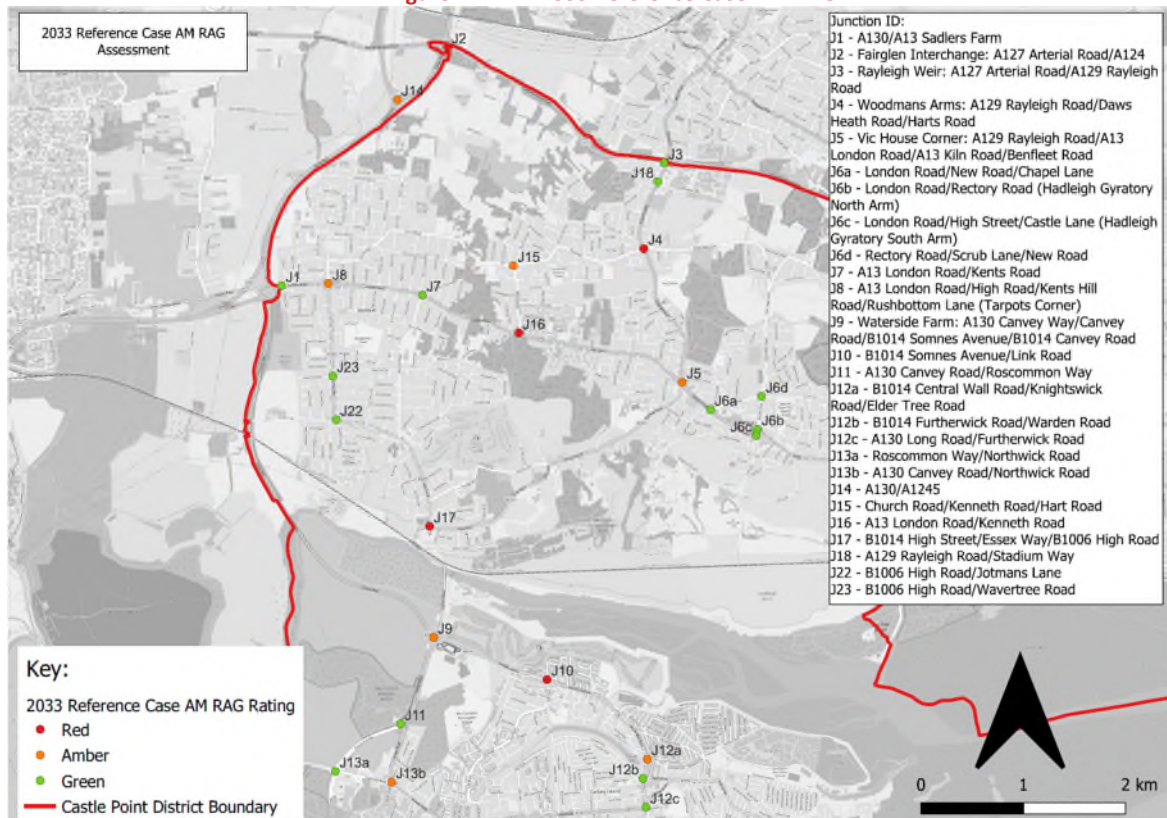 2033 Reference Case AM RAG
Assessment
Junction ID:
J1 - A130/A13 Sadlers Farm
J2 - Fairglen Interchange: A127 Arterial Road/A124
J3 - Rayleigh Weir: A127 Arterial Road/A129 Rayleigh
Road
J4 - Woodmans Arms: A129 Rayleigh Road/Daws
Heath Road/Harts Road
J5 - Vic House Corner: A129 Rayleigh Road/A13
London Road/A13 Kiln Road/Benfleet Road
J6a - London Road/New Road/Chapel Lane
J6b - London Road/Rectory Road (Hadleigh Gyratory
North Arm)
J6c - London Road/High Street/Castle Lane (Hadleigh
Gyratory South Arm)
J6d - Rectory Road/Scrub Lane/New Road
J7 - A13 London Road/Kents Road
J8 - A13 London Road/High Road/Kents Hill
Road/Rushbottom Lane (Tarpots Corner)
J9 - Waterside Farm: A130 Canvey Way/Canvey
Road/B1014 Somnes Avenue/B1014 Canvey Road
J10 - B1014 Somnes Avenue/Link Road
J11 - A130 Canvey Road/Roscommon Way
J12a - B1014 Central Wall Road/Knightswick
Road/Elder Tree Road
J12b - B1014 Furtherwick Road/Warden Road
J12c - A130 Long Road/Furtherwick Road
J13a - Roscommon Way/Northwick Road
J13b - A130 Canvey Road/Northwick Road
J14 - A130/A1245
J15 - Church Road/Kenneth Road/Hart Road
J16 - A13 London Road/Kenneth Road
J17 - B1014 High Street/Essex Way/B1006 High Road
J18 - A129 Rayleigh Road/Stadium Way
J22 - B1006 High Road/Jotmans Lane
J23 - B1006 High Road/Wavertree Road
J2
J14
J3
J18
J4
J15
J1
J8
J7
J16
J23
J5
J6d
J22
J6a
J6b
J6c
J17
J9
J10
J11
J12a
J13a
J13b
J12b
J12c
Key:
2033 Reference Case AM RAG Rating
Red
Amber
Green
Castle Point District Boundary
0 1 2 km